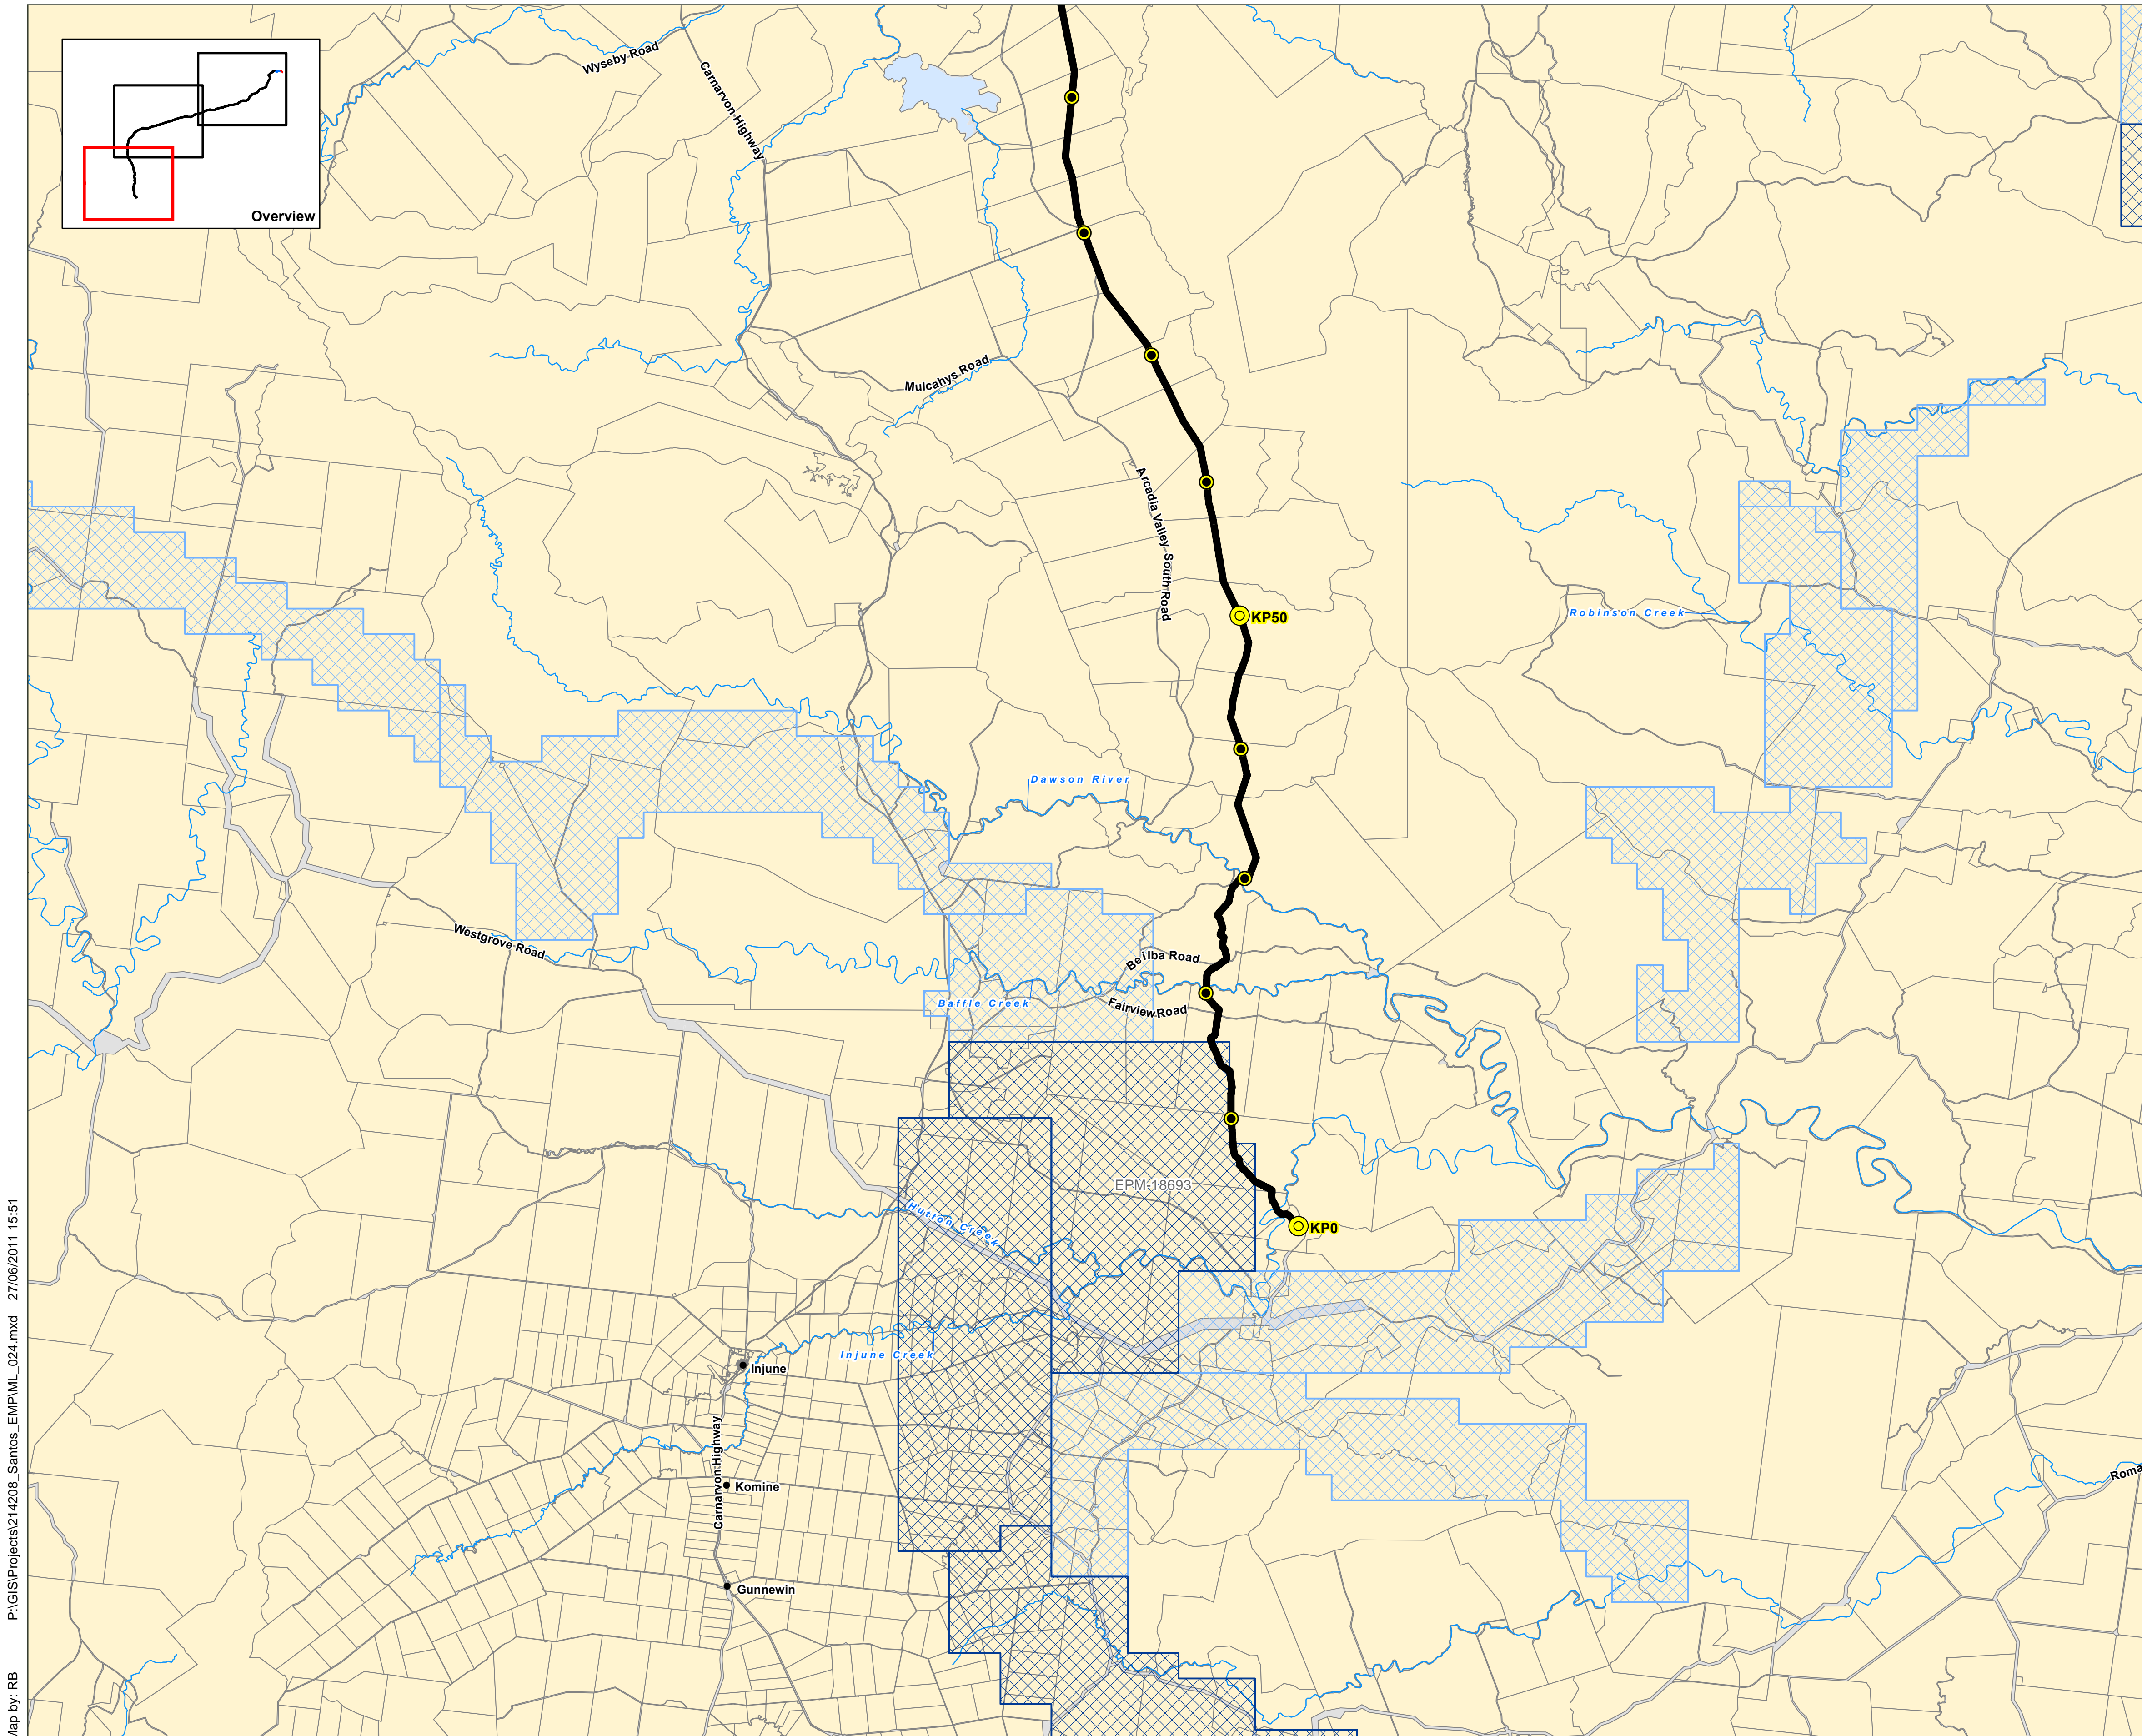 Wyseby Road
Carnarvon Highway
Overview
Mulcahys Road
Arcadia Valley South Road
KP50
Robinson Creek
Dawson River
Westgrove Road
Beilba Road
Baffle Creek
Fairview Road
EPM-18693
Hutton Creek
KP0
Injune Creek
Injune
Carnarvon Highway
Komine
Gunnewin
Roma
Map by: RB P:\GIS\Projects\214208_Santos_EMP\ML_024.mxd 27/06/2011 15:51